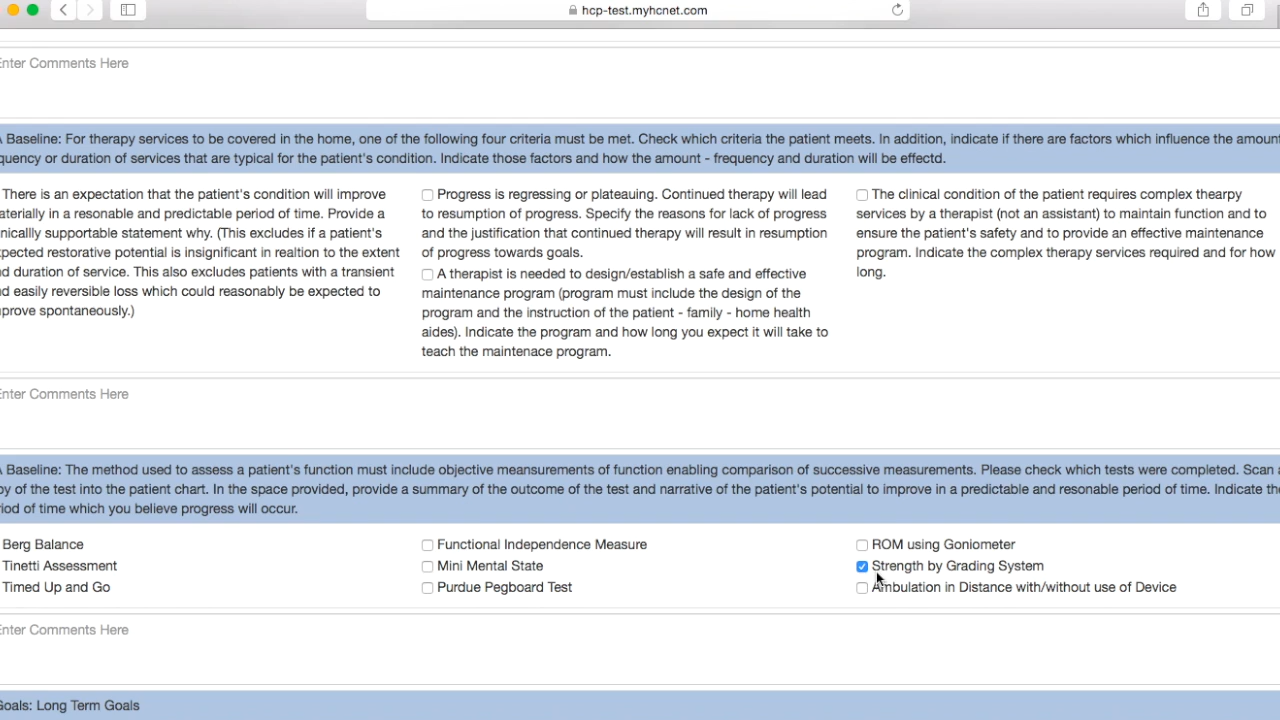 hcp-test.myhcnet.com
Enter Comments Here
A Baseline: For therapy services to be covered in the home, one of the following four criteria must be met. Check which criteria the patient meets. In addition, indicate if there are factors which influence the amount
quency or duration of services that are typical for the patient's condition. Indicate those factors and how the amount - frequency and duration will be effectd.
There is an expectation that the patient's condition will improve
aterially in a resonable and predictable period of time. Provide a
nically supportable statement why. (This excludes if a patient's
pected restorative potential is insignificant in realtion to the extent
d duration of service. This also excludes patients with a transient
d easily reversible loss which could reasonably be expected to
prove spontaneously.)
Progress is regressing or plateauing. Continued therapy will lead
to resumption of progress. Specify the reasons for lack of progress
and the justification that continued therapy will result in resumption
of progress towards goals.
A therapist is needed to design/establish a safe and effective
maintenance program (program must include the design of the
program and the instruction of the patient - family - home health
aides). Indicate the program and how long you expect it will take to
teach the maintenace program.
The clinical condition of the patient requires complex thearpy
services by a therapist (not an assistant) to maintain function and to
ensure the patient's safety and to provide an effective maintenance
program. Indicate the complex therapy services required and for how
long.
Enter Comments Here
A Baseline: The method used to assess a patient's function must include objective meansurements of function enabling comparison of successive measurements. Please check which tests were completed. Scan a
py of the test into the patient chart. In the space provided, provide a summary of the outcome of the test and narrative of the patient's potential to improve in a predictable and resonable period of time. Indicate the
riod of time which you believe progress will occur.
Berg Balance
Tinetti Assessment
Timed Up and Go
Functional Independence Measure
Mini Mental State
Purdue Pegboard Test
ROM using Goniometer
Strength by Grading System
Ambulation in Distance with/without use of Device
Enter Comments Here
Goals: Long Term Goals